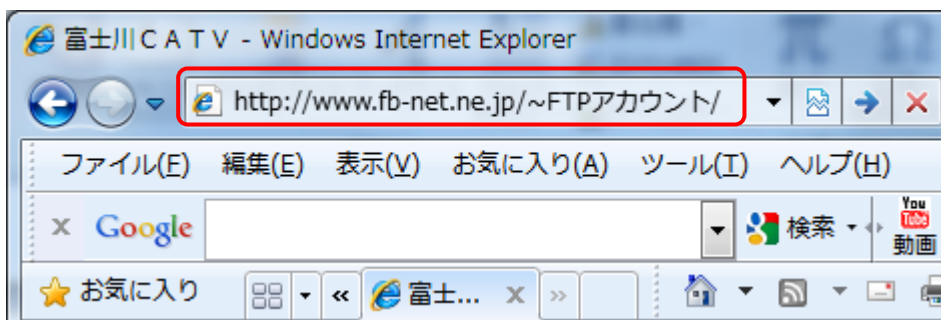 富士川ＣＡＴＶ - Windows Internet Explorer
http://www.fb-net.ne.jp/~FTPアカウント/
ファイル(F) 編集(E) 表示(V) お気に入り(A) ツール(T) ヘルプ(H)
x Google 検索 You Tube 動画
お気に入り « 富士... x »